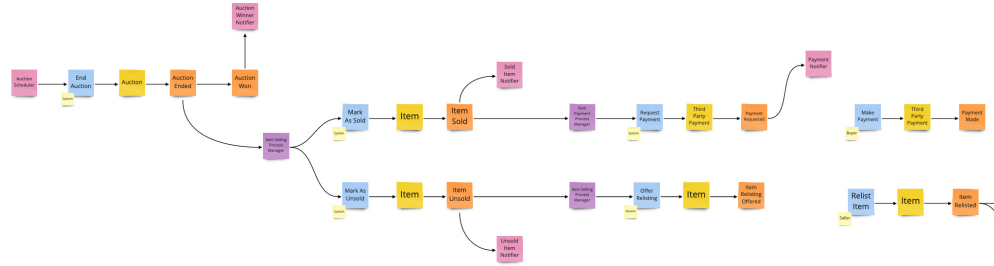 Auction
Winner
Notifier
Auction
Scheduler
End
Auction
System
Auction
Auction
Ended
Auction
Won
Item Selling
Process
Manager
Mark
As Sold
System
Item
Item
Sold
Sold
Item
Notifier
Item
Payment
Process
Manager
Request
Payment
System
Third
Party
Payment
Payment
Requested
Payment
Notifier
Make
Payment
Buyer
Third
Party
Payment
Payment
Made
Mark As
Unsold
System
Item
Item
Unsold
Unsold
Item
Notifier
Item Selling
Process
Manager
Offer
Relisting
System
Item
Item
Relisting
Offered
Relist
Item
Seller
Item
Item
Relisted